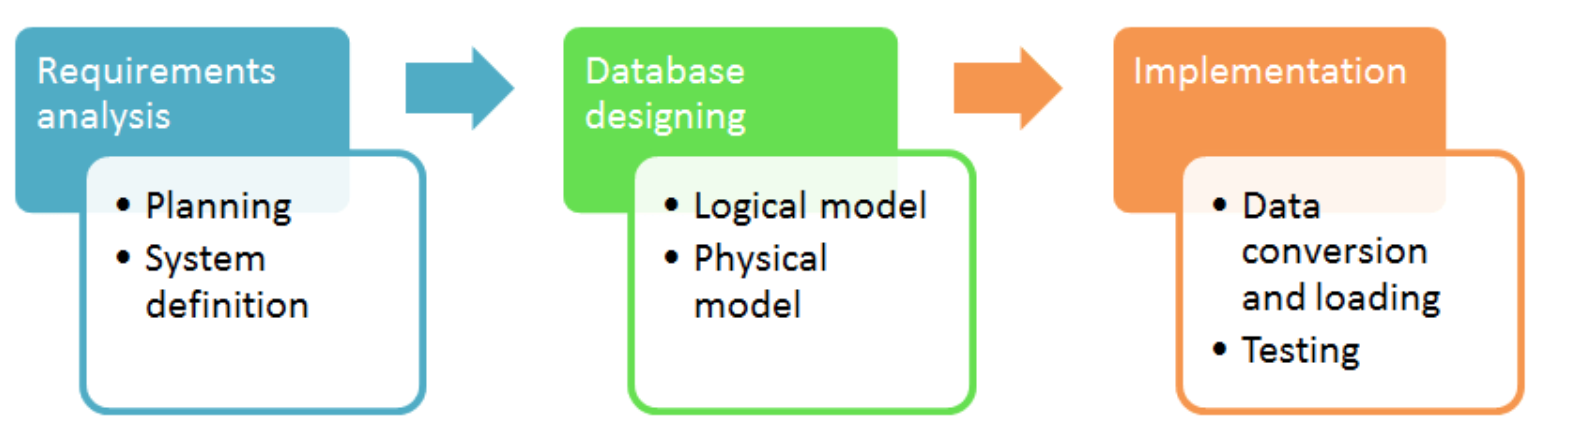 Requirements
analysis
• Planning
• System
definition
Database
designing
• Logical model
• Physical
model
Implementation
• Data
conversion
and loading
• Testing